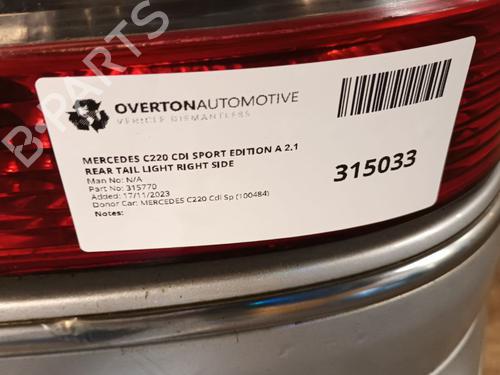 B-PARTS
OVERTONAUTOMOTIVE
VEHICLE DISMANTLERS
MERCEDES C220 CDI SPORT EDITION A 2.1
REAR TAIL LIGHT RIGHT SIDE
Man No: N/A
Part No: 315770
Added: 17/11/2023
Donor Car: MERCEDES C220 Cdi Sp (100484)
Notes:
315033